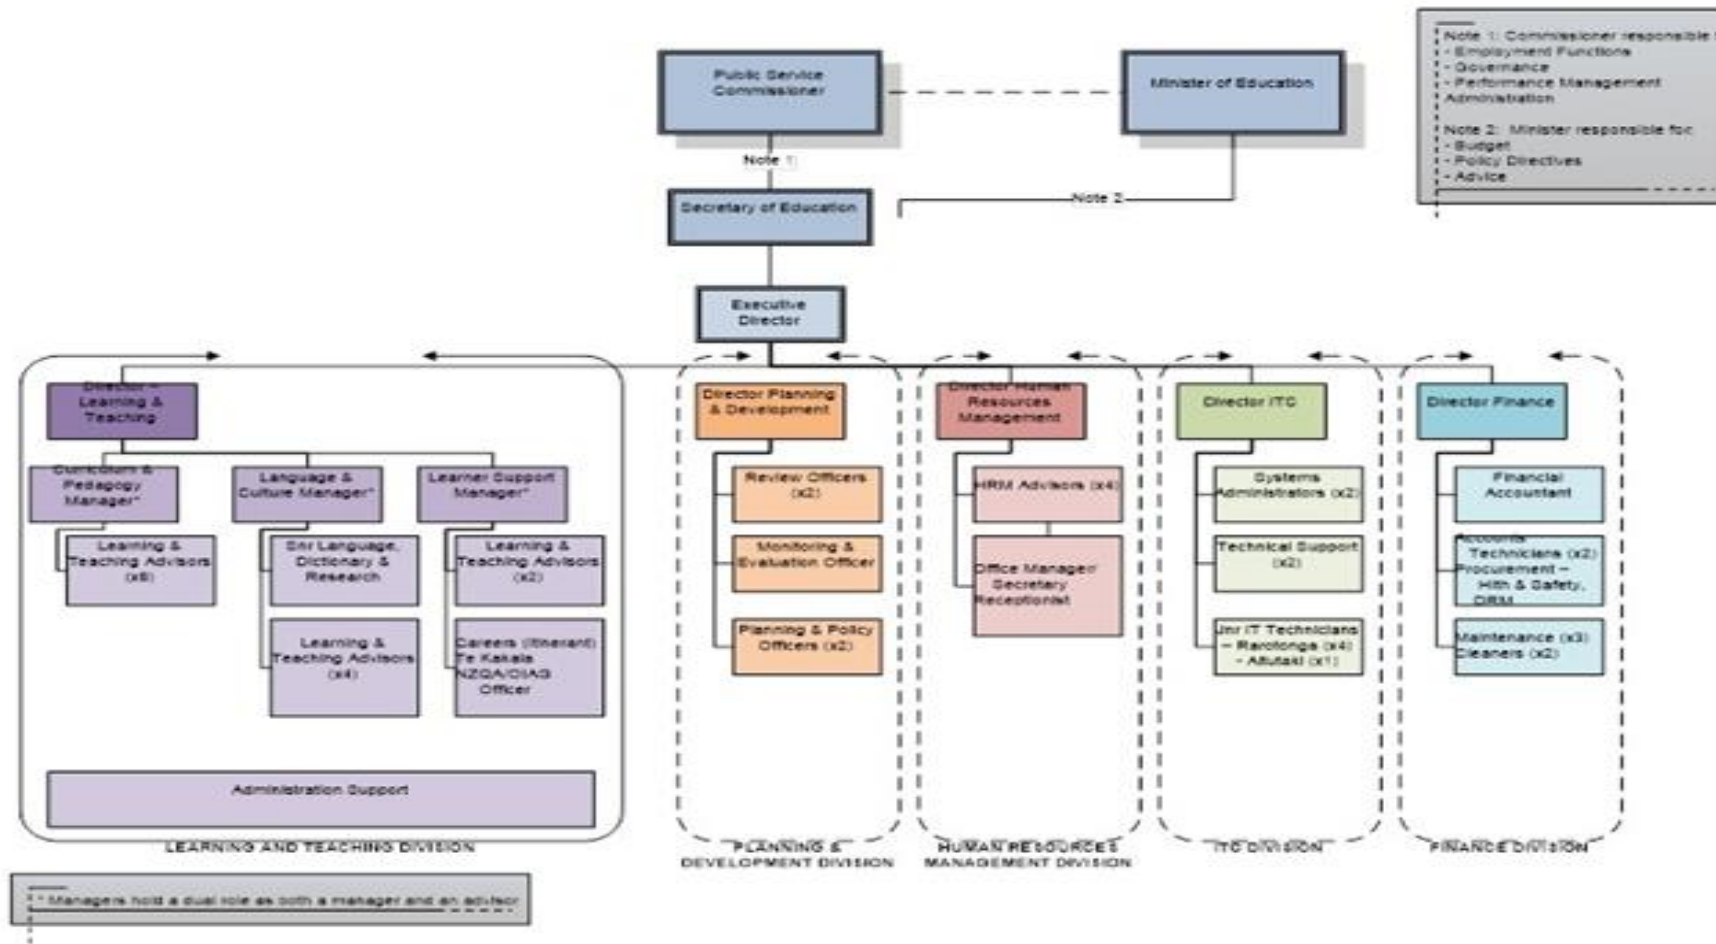 Public Service
Commissioner
Minister of Education
Note 1: Commissioner responsible
- Employment Functions
- Governance
- Performance Management
Administration
Note 2: Minister responsible for:
- Budget
- Policy Directives
- Advice
Note 1
Note 2
Secretary of Education
Executive
Director
Director –
Learning &
Teaching
Director Planning
& Development
Director Human
Resources
Management
Director ITC
Director Finance
Curriculum &
Pedagogy
Manager*
Language &
Culture Manager*
Learner Support
Manager*
Review Officers
(x2)
HRM Advisors (x4)
Systems
Administrators (x2)
Financial
Accountant
Learning &
Teaching Advisors
Snr Language,
Dictionary &
Research
Learning &
Teaching Advisors
(x2)
Monitoring &
Evaluation Officer
Office Manager/
Secretary
Receptionist
Technical Support
(x2)
Accounts
Technicians (x2)
Procurement –
Hlth & Safety,
DRM
Learning &
Teaching Advisors
(x4)
Careers (Itinerant)
Te Kakaia
Officer
Planning & Policy
Officers (x2)
Jnr IT Technicians
– Rarotonga (x4)
- Aitutaki (x1)
Maintenance (x3)
Cleaners (x2)
Administration Support
LEARNING AND TEACHING DIVISION
PLANNING &
DEVELOPMENT DIVISION
HUMAN RESOURCES
MANAGEMENT DIVISION
ITC DIVISION
FINANCE DIVISION
* Managers hold a dual role as both a manager and an advisor